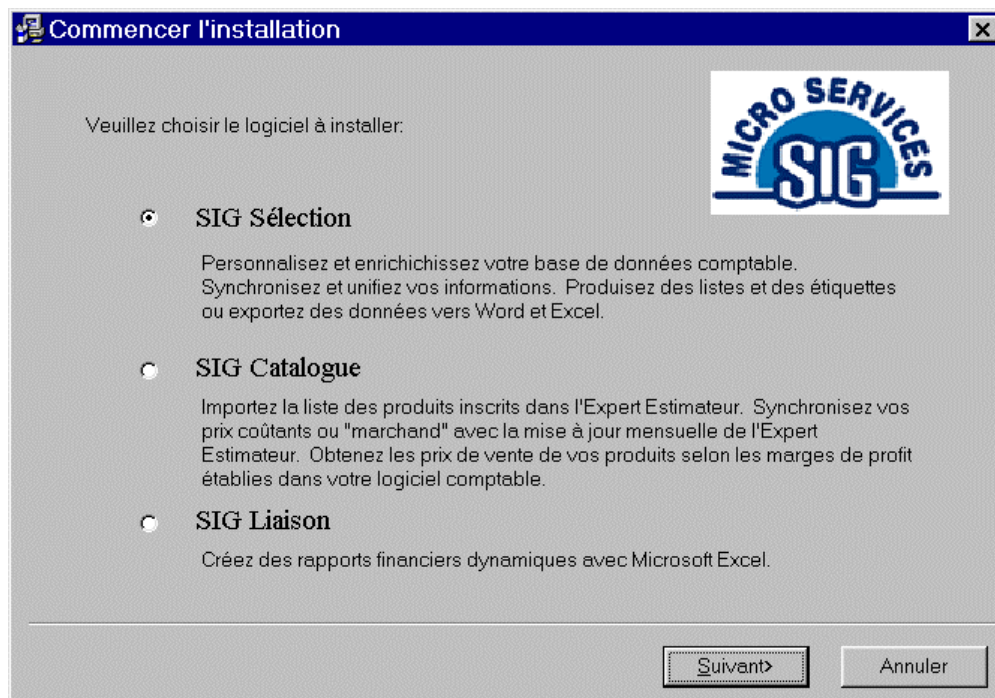 Commencer l'installation
MICRO SERVICES
SIG
Veuillez choisir le logiciel à installer:
SIG Sélection
Personnalisez et enrichichissez votre base de données comptable.
Synchronisez et unifiez vos informations. Produisez des listes et des étiquettes
ou exportez des données vers Word et Excel.
SIG Catalogue
Importez la liste des produits inscrits dans l'Expert Estimateur. Synchronisez vos
prix coûtants ou "marchand" avec la mise à jour mensuelle de l'Expert
Estimateur. Obtenez les prix de vente de vos produits selon les marges de profit
établies dans votre logiciel comptable.
SIG Liaison
Créez des rapports financiers dynamiques avec Microsoft Excel.
Suivant>
Annuler